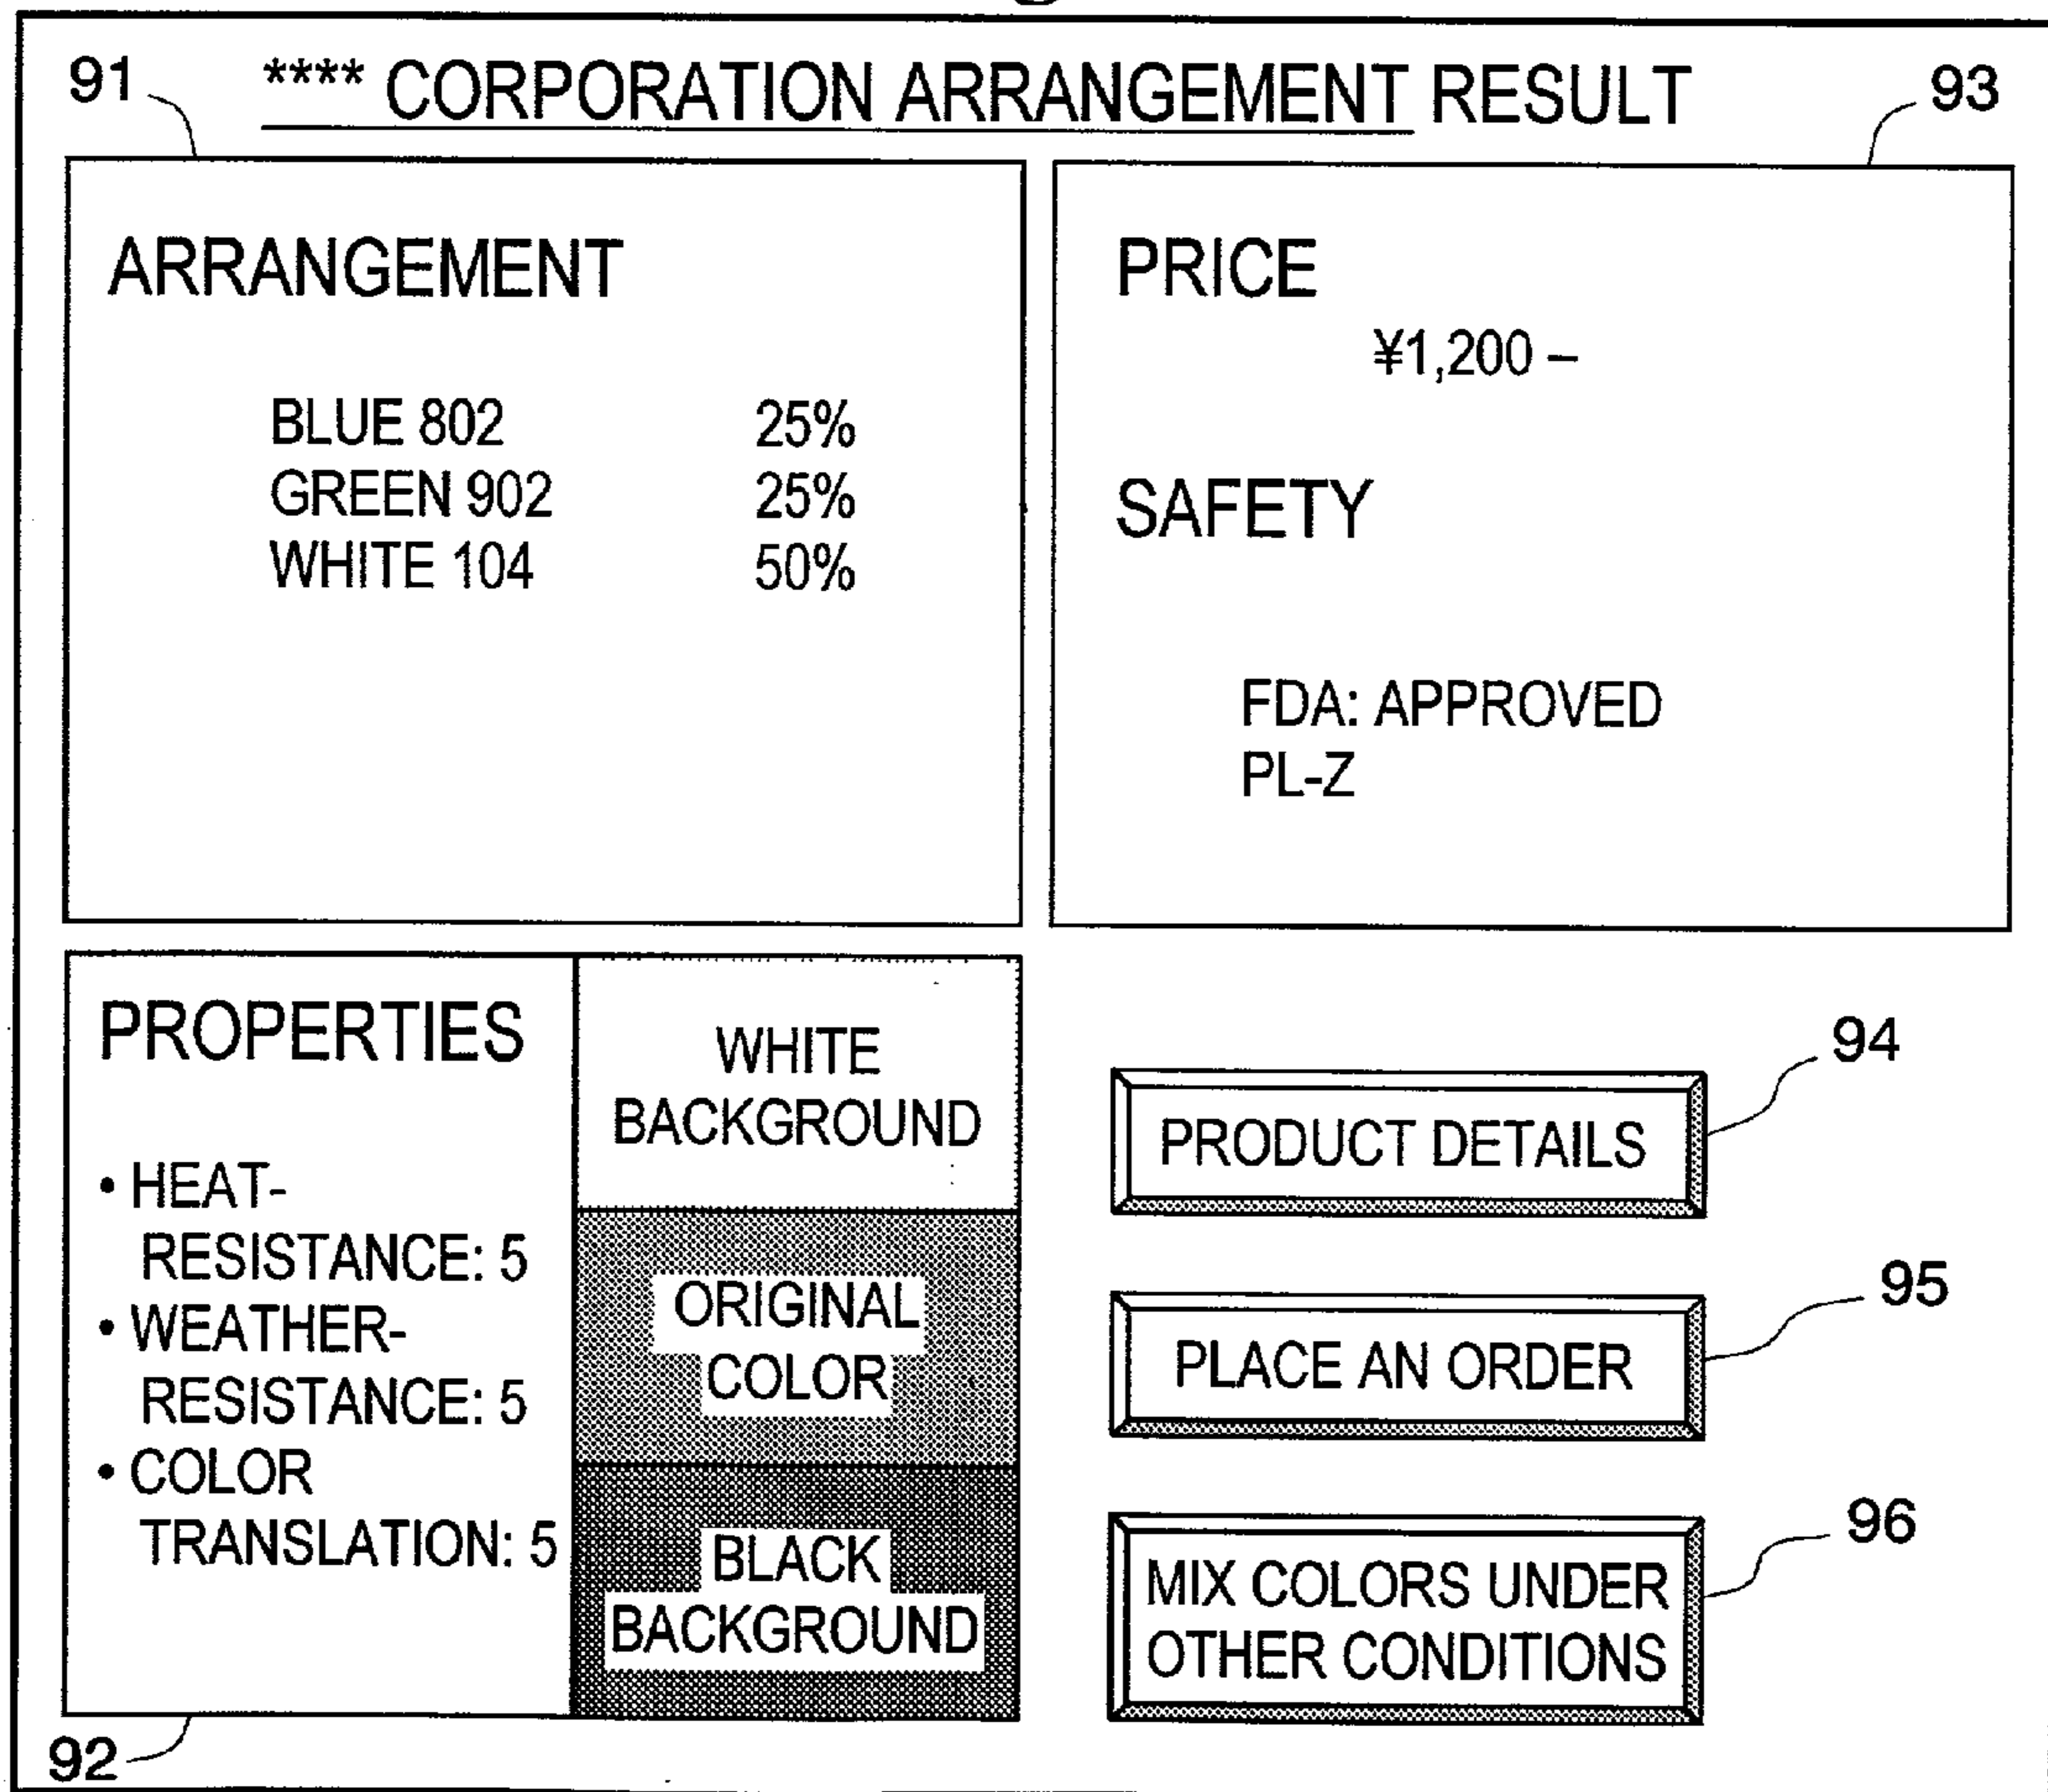 91
**** CORPORATION ARRANGEMENT RESULT
93
ARRANGEMENT
BLUE 802 25%
GREEN 902 25%
WHITE 104 50%
PRICE
¥1,200 –
SAFETY
FDA: APPROVED
PL-Z
PROPERTIES
• HEAT-
RESISTANCE: 5
• WEATHER-
RESISTANCE: 5
• COLOR
TRANSLATION: 5
WHITE
BACKGROUND
ORIGINAL
COLOR
BLACK
BACKGROUND
92
PRODUCT DETAILS
94
PLACE AN ORDER
95
MIX COLORS UNDER
OTHER CONDITIONS
96